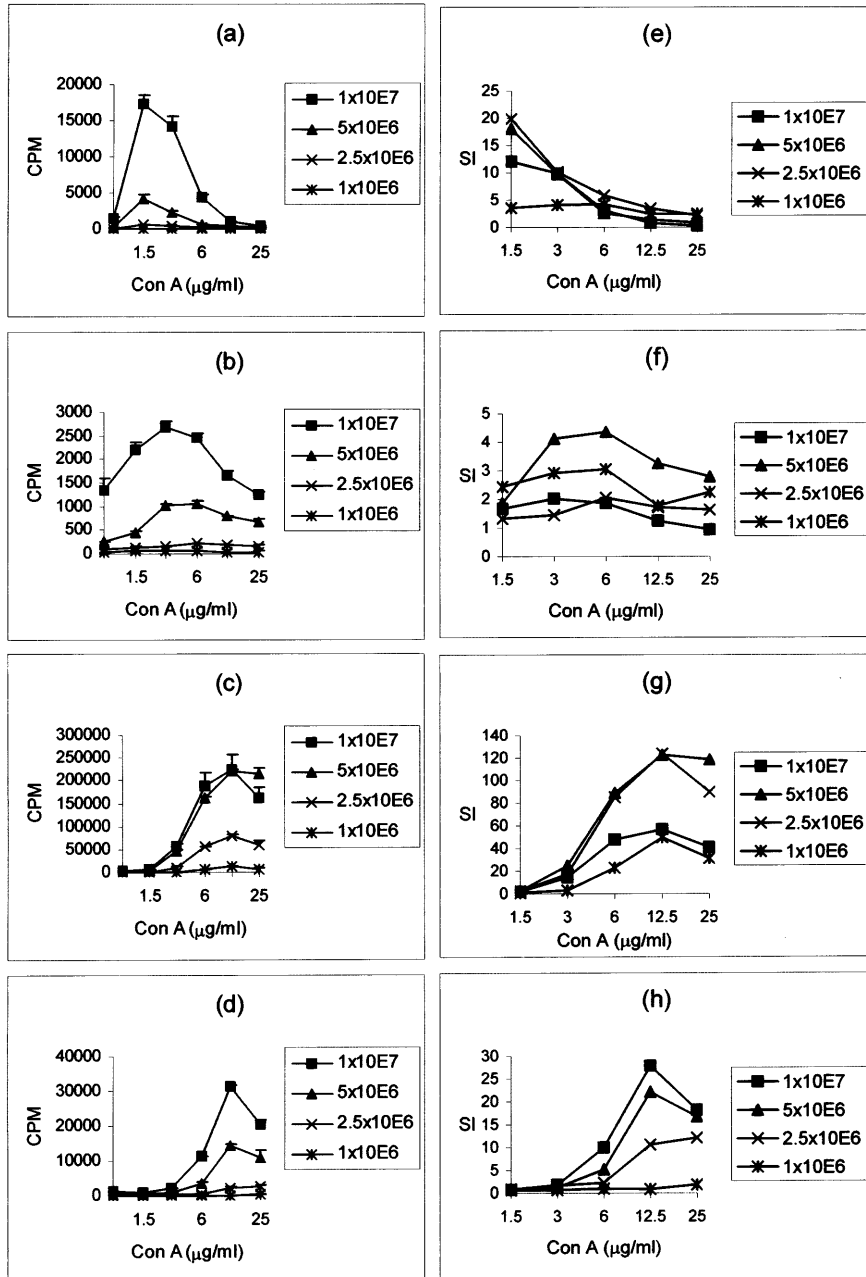 (a)
20000
15000
10000
5000
0
CPM
1.5
6
25
Con A (μg/ml)
1x10E7
5x10E6
2.5x10E6
1x10E6
(e)
25
20
15
10
5
0
SI
1.5
3
6
12.5
25
Con A (μg/ml)
1x10E7
5x10E6
2.5x10E6
1x10E6
(b)
3000
2500
2000
1500
1000
500
0
CPM
1.5
6
25
Con A (μg/ml)
1x10E7
5x10E6
2.5x10E6
1x10E6
(f)
5
4
3
2
1
0
SI
1.5
3
6
12.5
25
Con A (μg/ml)
1x10E7
5x10E6
2.5x10E6
1x10E6
(c)
300000
250000
200000
150000
100000
50000
0
CPM
1.5
6
25
Con A (μg/ml)
1x10E7
5x10E6
2.5x10E6
1x10E6
(g)
140
120
100
80
60
40
20
0
SI
1.5
3
6
12.5
25
Con A (μg/ml)
1x10E7
5x10E6
2.5x10E6
1x10E6
(d)
40000
30000
20000
10000
0
CPM
1.5
6
25
Con A (μg/ml)
1x10E7
5x10E6
2.5x10E6
1x10E6
(h)
30
25
20
15
10
5
0
SI
1.5
3
6
12.5
25
Con A (μg/ml)
1x10E7
5x10E6
2.5x10E6
1x10E6